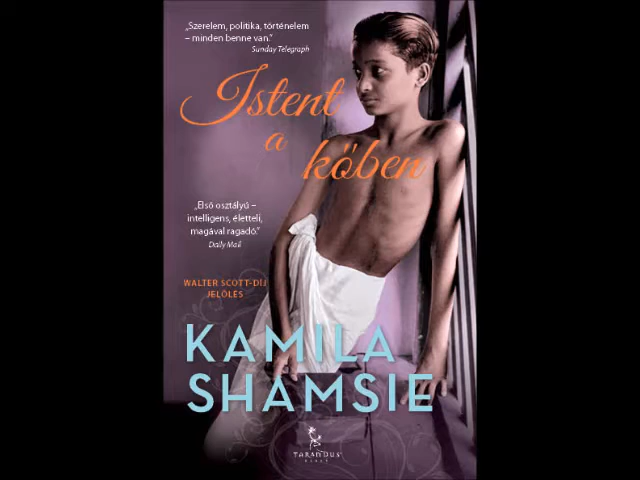 „Szerelem, politika, történelem
– minden benne van.”
Sunday Telegraph
Istent
a
kőben
„Első osztályú –
intelligens, életteli,
magával ragadó.”
Daily Mail
WALTER SCOTT-DÍJ
JELÖLÉS
KAMILA
SHAMSIE
TARANDUS